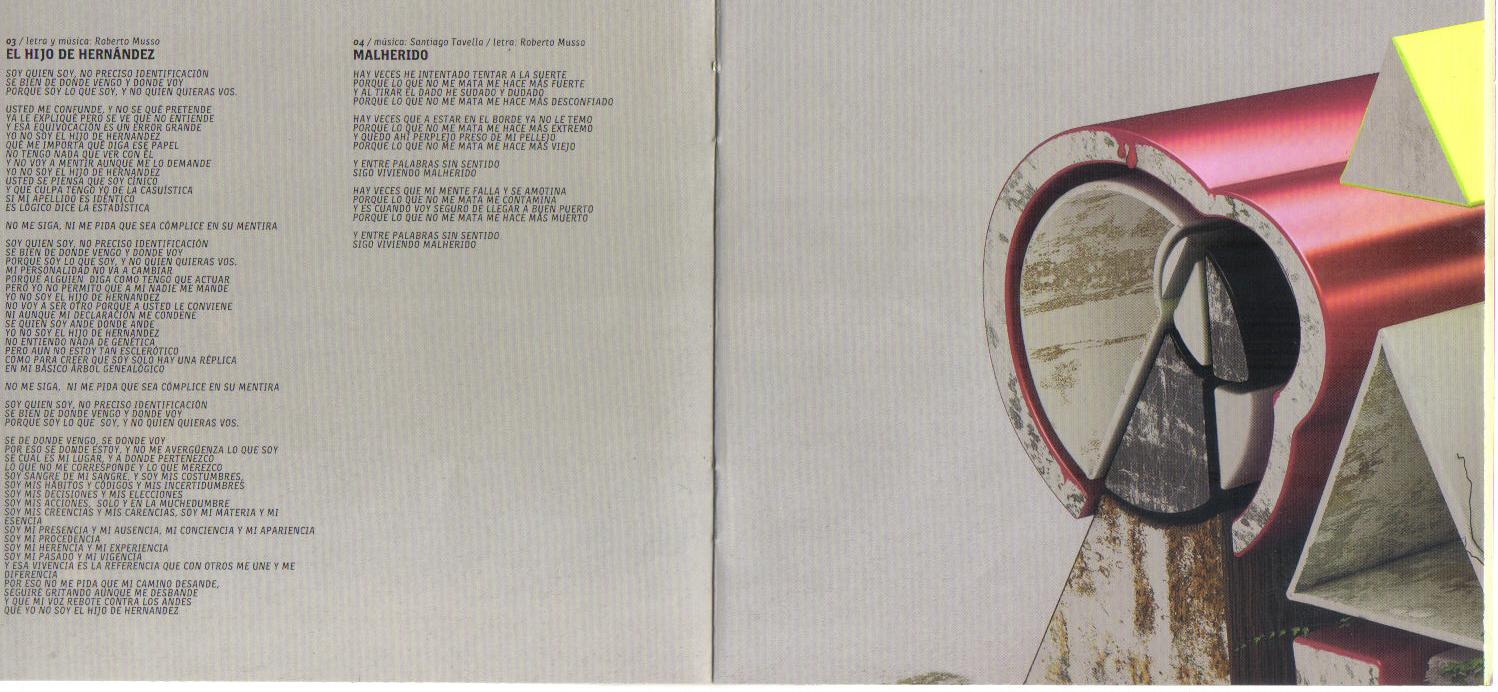 03 / letra y música: Roberto Musso
EL HIJO DE HERNÁNDEZ
SOY QUIEN SOY, NO PRECISO IDENTIFICACIÓN
SE BIEN DE DONDE VENGO Y DONDE VOY
PORQUE SOY LO QUE SOY, Y NO QUIEN QUIERAS VOS.
USTED ME CONFUNDE, Y NO SE QUÉ PRETENDE
YA LE EXPLIQUÉ PERO SE VE QUE NO ENTIENDE
Y ESA EQUIVOCACIÓN ES UN ERROR GRANDE
YO NO SOY EL HIJO DE HERNANDEZ
QUÉ ME IMPORTA QUÉ DIGA ESE PAPEL
NO TENGO NADA QUE VER CON ÉL
Y NO VOY A MENTIR AUNQUE ME LO DEMANDE
YO NO SOY EL HIJO DE HERNANDEZ
USTED SE PIENSA QUE SOY CÍNICO
Y QUE CULPA TENGO YO DE LA CASUÍSTICA
SI MI APELLIDO ES IDÉNTICO
ES LÓGICO DICE LA ESTADÍSTICA
NO ME SIGA, NI ME PIDA QUE SEA CÓMPLICE EN SU MENTIRA
SOY QUIEN SOY, NO PRECISO IDENTIFICACIÓN
SE BIEN DE DONDE VENGO Y DONDE VOY
PORQUE SOY LO QUE SOY, Y NO QUIEN QUIERAS VOS.
MI PERSONALIDAD NO VA A CAMBIAR
PORQUE ALGUIEN DIGA COMO TENGO QUE ACTUAR
PERO YO NO PERMITO QUE A MI NADIE ME MANDE
YO NO SOY EL HIJO DE HERNANDEZ
NO VOY A SER OTRO PORQUE A USTED LE CONVIENE
NI AUNQUE MI DECLARACIÓN ME CONDENE
SE QUIEN SOY ANDE DONDE ANDE
YO NO SOY EL HIJO DE HERNANDEZ
NO ENTIENDO NADA DE GENÉTICA
PERO AUN NO ESTOY TAN ESCLERÓTICO
COMO PARA CREER QUE SOY SOLO HAY UNA RÉPLICA
EN MI BÁSICO ÁRBOL GENEALÓGICO
NO ME SIGA, NI ME PIDA QUE SEA CÓMPLICE EN SU MENTIRA
SOY QUIEN SOY, NO PRECISO IDENTIFICACIÓN
SE BIEN DE DONDE VENGO Y DONDE VOY
PORQUE SOY LO QUE SOY, Y NO QUIEN QUIERAS VOS.
SE DE DONDE VENGO, SE DONDE VOY
POR ESO SE DONDE ESTOY, Y NO ME AVERGÜENZA LO QUE SOY
SE CUAL ES MI LUGAR, Y A DONDE PERTENEZCO
LO QUE NO ME CORRESPONDE Y LO QUE MEREZCO
SOY SANGRE DE MI SANGRE, Y SOY MIS COSTUMBRES,
SOY MIS HÁBITOS Y CÓDIGOS Y MIS INCERTIDUMBRES
SOY MIS DECISIONES Y MIS ELECCIONES
SOY MIS ACCIONES, SOLO Y EN LA MUCHEDUMBRE
SOY MIS CREENCIAS Y MIS CARENCIAS, SOY MI MATERIA Y MI
ESENCIA
SOY MI PRESENCIA Y MI AUSENCIA, MI CONCIENCIA Y MI APARIENCIA
SOY MI PROCEDENCIA
SOY MI HERENCIA Y MI EXPERIENCIA
SOY MI PASADO Y MI VIGENCIA
Y ESA VIVENCIA ES LA REFERENCIA QUE CON OTROS ME UNE Y ME
DIFERENCIA
POR ESO NO ME PIDA QUE MI CAMINO DESANDE,
SEGUIRE GRITANDO AUNQUE ME DESBANDE
Y QUE MI VOZ REBOTE CONTRA LOS ANDES
QUE YO NO SOY EL HIJO DE HERNANDEZ
04 / música: Santiago Tavella / letra: Roberto Musso
MALHERIDO
HAY VECES HE INTENTADO TENTAR A LA SUERTE
PORQUE LO QUE NO ME MATA ME HACE MÁS FUERTE
Y AL TIRAR EL DADO HE SUDADO Y DUDADO
PORQUE LO QUE NO ME MATA ME HACE MÁS DESCONFIADO
HAY VECES QUE A ESTAR EN EL BORDE YA NO LE TEMO
PORQUE LO QUE NO ME MATA ME HACE MÁS EXTREMO
Y QUEDO AHÍ PERPLEJO PRESO DE MI PELLEJO
PORQUE LO QUE NO ME MATA ME HACE MÁS VIEJO
Y ENTRE PALABRAS SIN SENTIDO
SIGO VIVIENDO MALHERIDO
HAY VECES QUE MI MENTE FALLA Y SE AMOTINA
PORQUE LO QUE NO ME MATA ME CONTAMINA
Y ES CUANDO VOY SEGURO DE LLEGAR A BUEN PUERTO
PORQUE LO QUE NO ME MATA ME HACE MÁS MUERTO
Y ENTRE PALABRAS SIN SENTIDO
SIGO VIVIENDO MALHERIDO